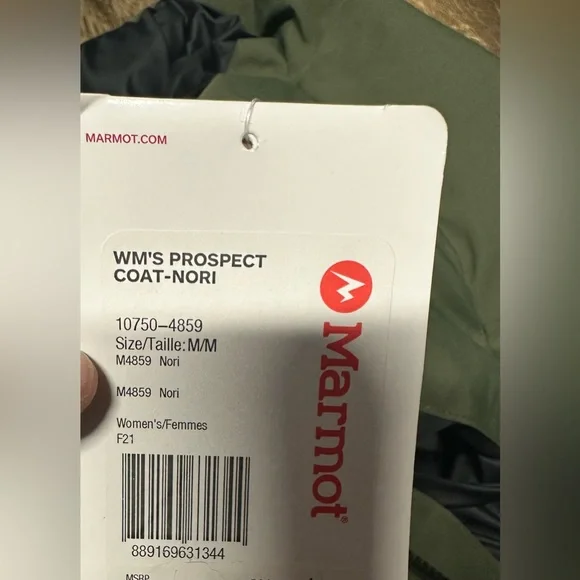 MARMOT.COM
WM'S PROSPECT
COAT-NORI
10750–4859
Size/Taille: M/M
M4859 Nori
M4859 Nori
Women's/Femmes
F21
889169631344
MSRP
Marmot®